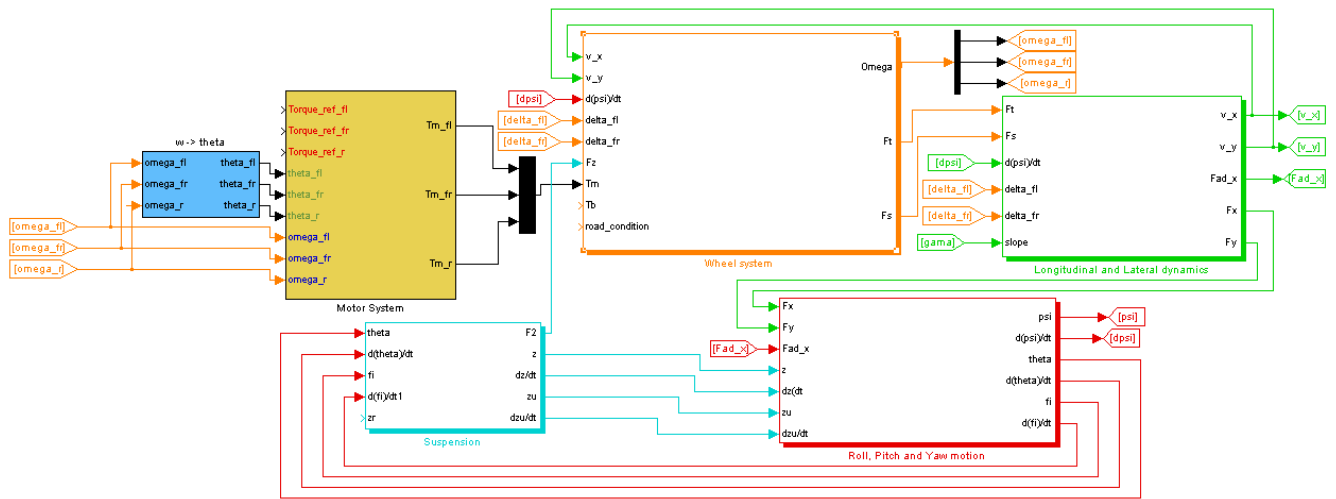 w -> theta
omega_fl
omega_fr
omega_r
theta_fl
theta_fr
theta_r
[omega_fl]
[omega_fr]
[omega_r]
Torque_ref_fl
Torque_ref_fr
Torque_ref_r
theta_fl
theta_fr
theta_r
omega_fl
omega_fr
omega_r
Tm_fl
Tm_fr
Tm_r
Motor System
[dpsi]
[delta_fl]
[delta_fr]
v_x
v_y
d(psi)/dt
delta_fl
delta_fr
Fz
Tm
Tb
road_condition
Omega
Ft
Fs
Wheel system
[omega_fl]
[omega_fr]
[omega_r]
[dpsi]
[delta_fl]
[delta_fr]
[gama]
Ft
Fs
d(psi)/dt
delta_fl
delta_fr
slope
v_x
v_y
Fad_x
Fx
Fy
Longitudinal and Lateral dynamics
[v_x]
[v_y]
[Fad_x]
theta
d(theta)/dt
fi
d(fi)/dt1
zr
F2
z
dz/dt
zu
dzu/dt
Suspension
[Fad_x]
Fx
Fy
Fad_x
z
dz(dt
zu
dzu/dt
psi
d(psi)/dt
theta
d(theta)/dt
fi
d(fi)/dt
Roll, Pitch and Yaw motion
[psi]
[dpsi]